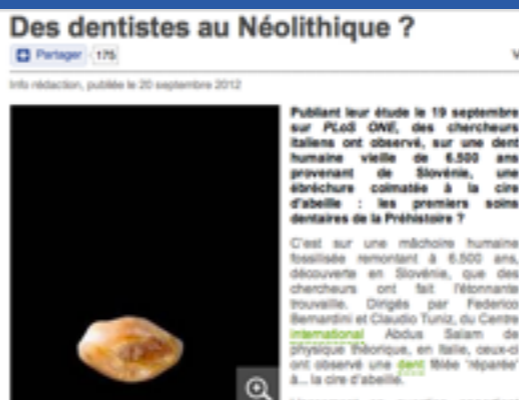 Des dentistes au Néolithique ?
Partager 175
V
Info rédaction, publiée le 20 septembre 2012
Publiant leur étude le 19 septembre
sur PLoS ONE, des chercheurs
italiens ont observé, sur une dent
humaine vieille de 6.500 ans
provenant de Slovénie, une
ébréchure colmatée à la cire
d'abeille : les premiers soins
dentaires de la Préhistoire ?
C'est sur une mâchoire humaine
fossilisée remontant à 6.500 ans,
découverte en Slovénie, que des
chercheurs ont fait l'étonnante
trouvaille. Dirigés par Federico
Bernardini et Claudio Tuniz, du Centre
international Abdus Salam de
physique théorique, en Italie, ceux-ci
ont observé une dent fêlée "réparée"
à... la cire d'abeille.